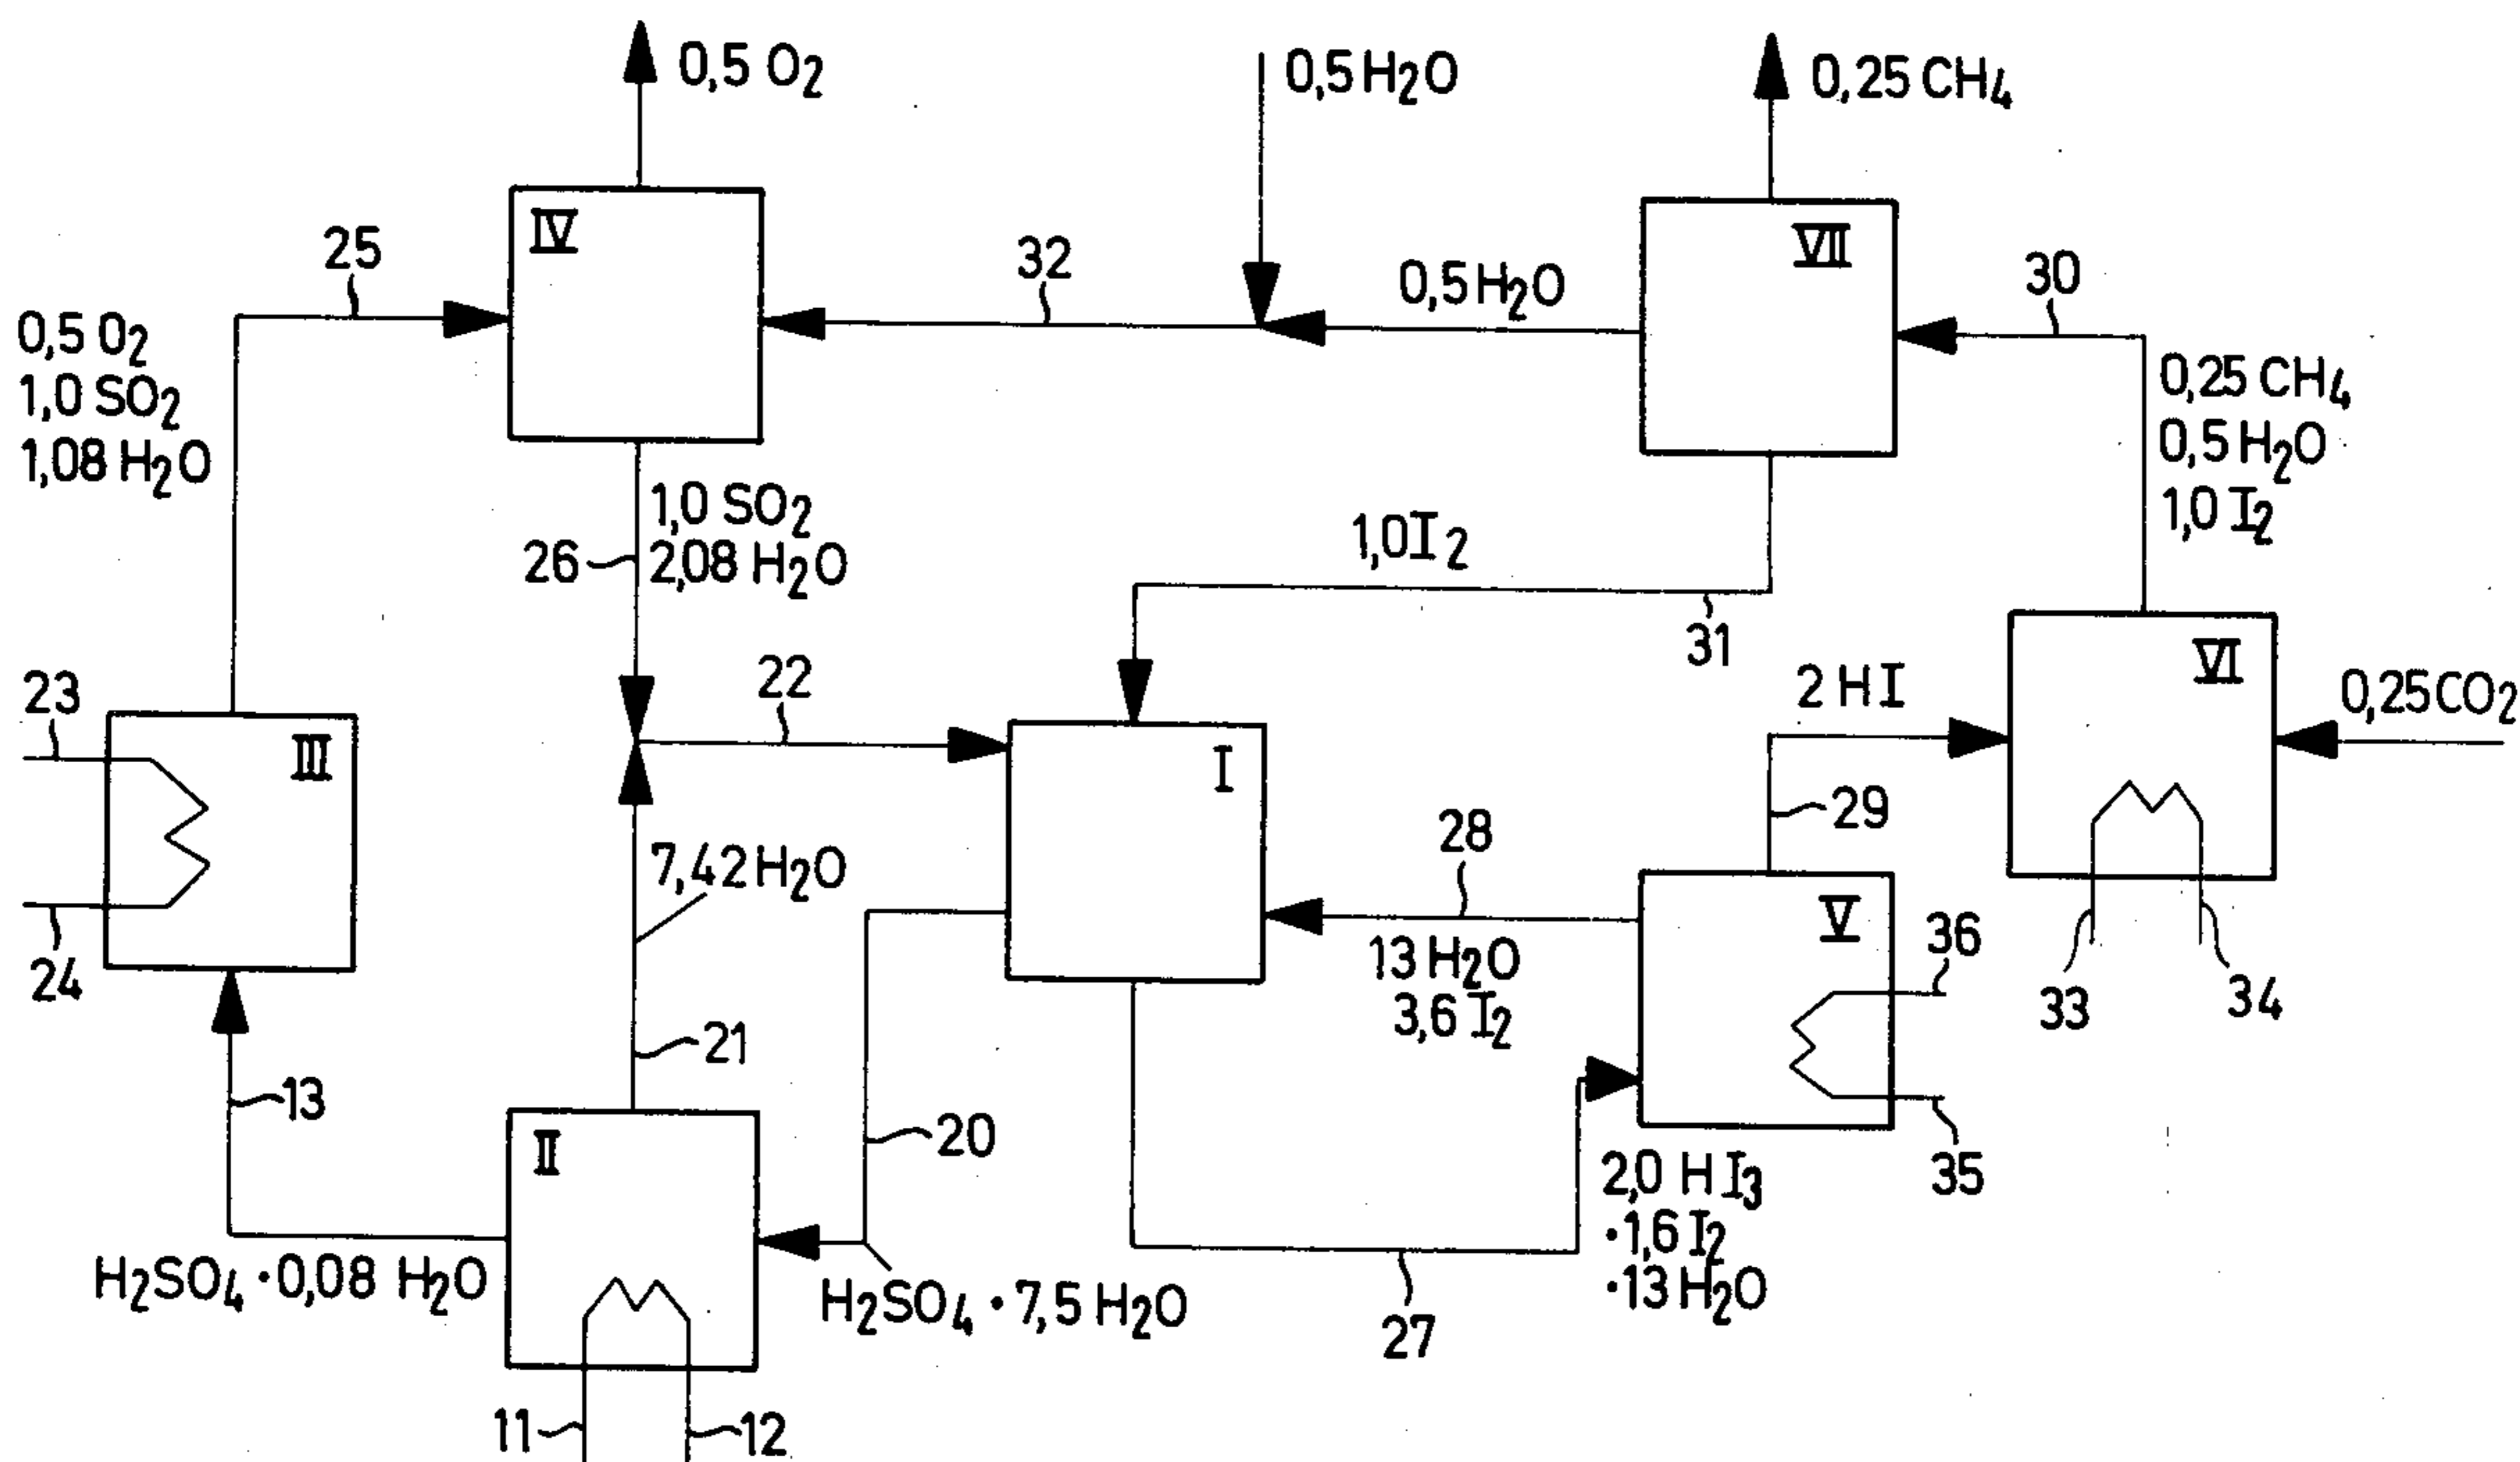 0,5 O2
0,5 H2O
0,25 CH4
IV
VII
25
32
0,5 H2O
30
0,5 O2
1,0 SO2
1,08 H2O
0,25 CH4
0,5 H2O
1,0 I2
1,0 SO2
2,08 H2O
26
1,0 I2
31
23
22
III
I
2 HI
VI
0,25 CO2
29
28
7,42 H2O
V
36
24
13 H2O
3,6 I2
33
34
21
13
20
II
2,0 HI3
·1,6 I2
·13 H2O
35
H2SO4 · 0,08 H2O
H2SO4 · 7,5 H2O
27
11
12